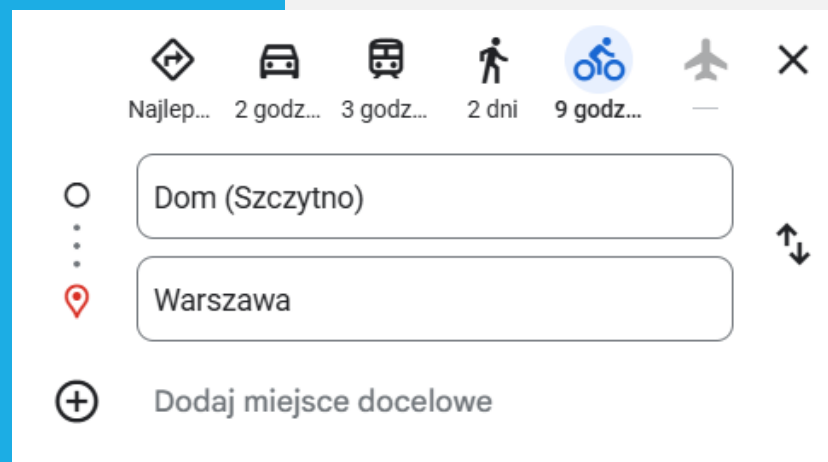 Najlep... 2 godz... 3 godz... 2 dni 9 godz... —
Dom (Szczytno)
Warszawa
Dodaj miejsce docelowe